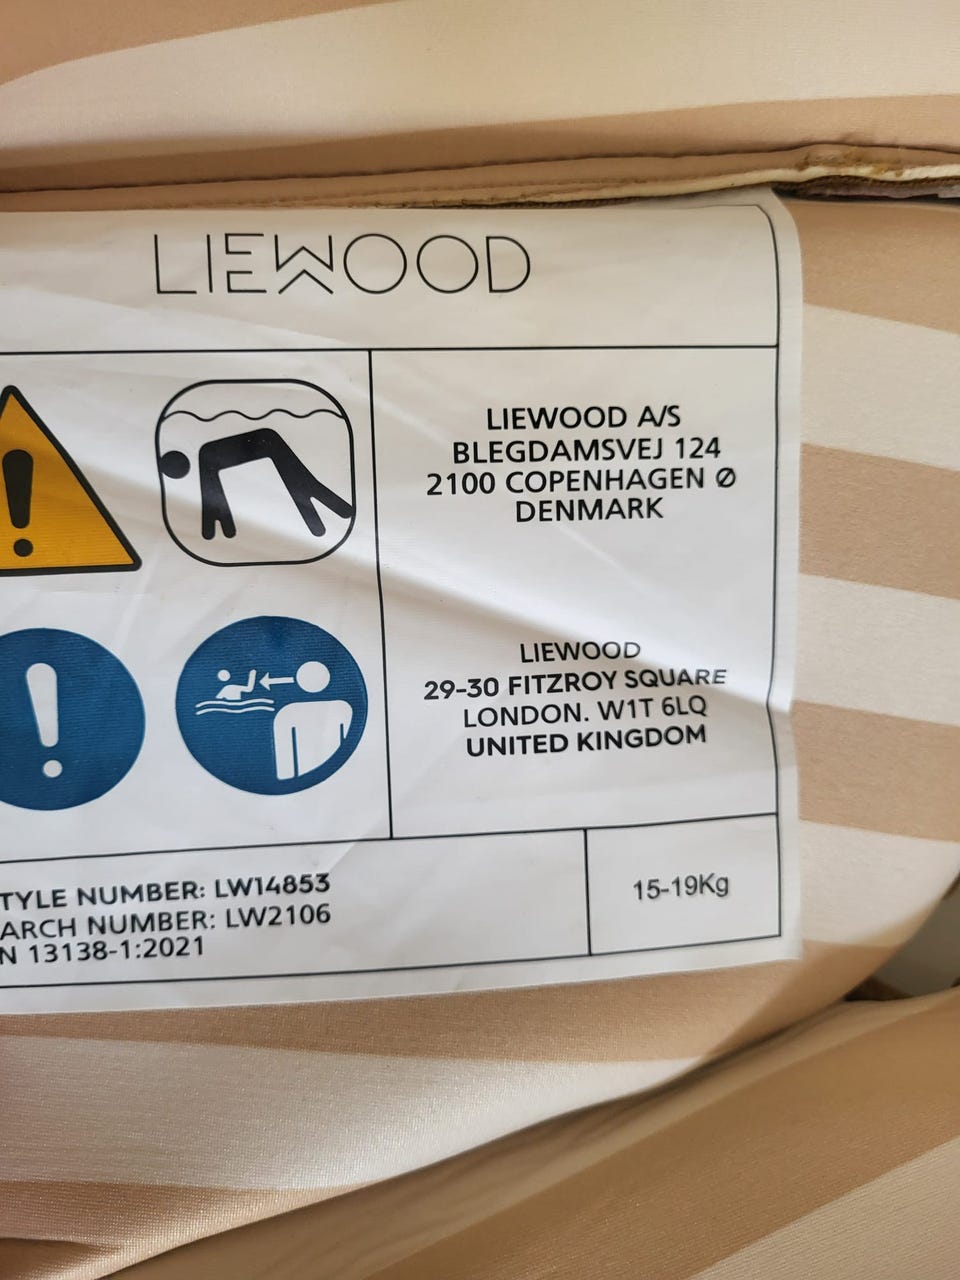 LIEWOOD
LIEWOOD A/S
BLEGDAMSVEJ 124
2100 COPENHAGEN Ø
DENMARK
LIEWOOD
29-30 FITZROY SQUARE
LONDON. W1T 6LQ
UNITED KINGDOM
TYLE NUMBER: LW14853
ARCH NUMBER: LW2106
N 13138-1:2021
15-19Kg